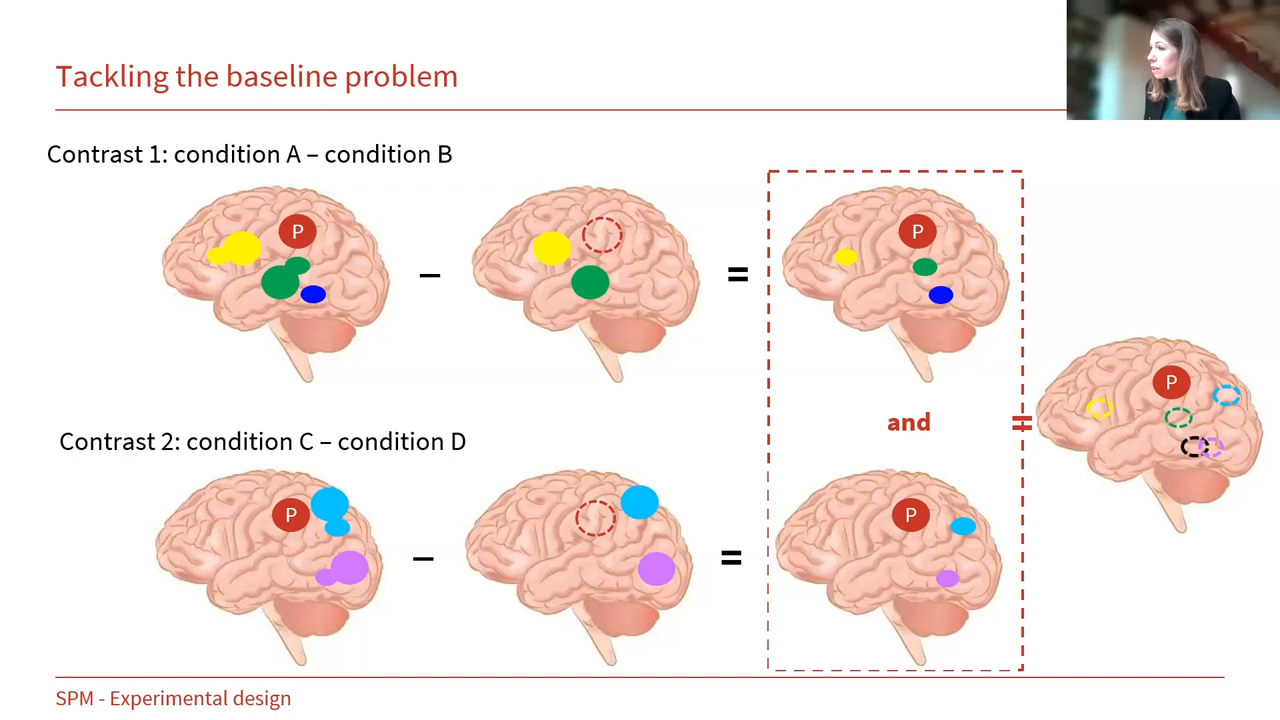 Tackling the baseline problem
Contrast 1: condition A – condition B
P
–
=
P
and
=
P
Contrast 2: condition C – condition D
P
–
=
P
SPM - Experimental design